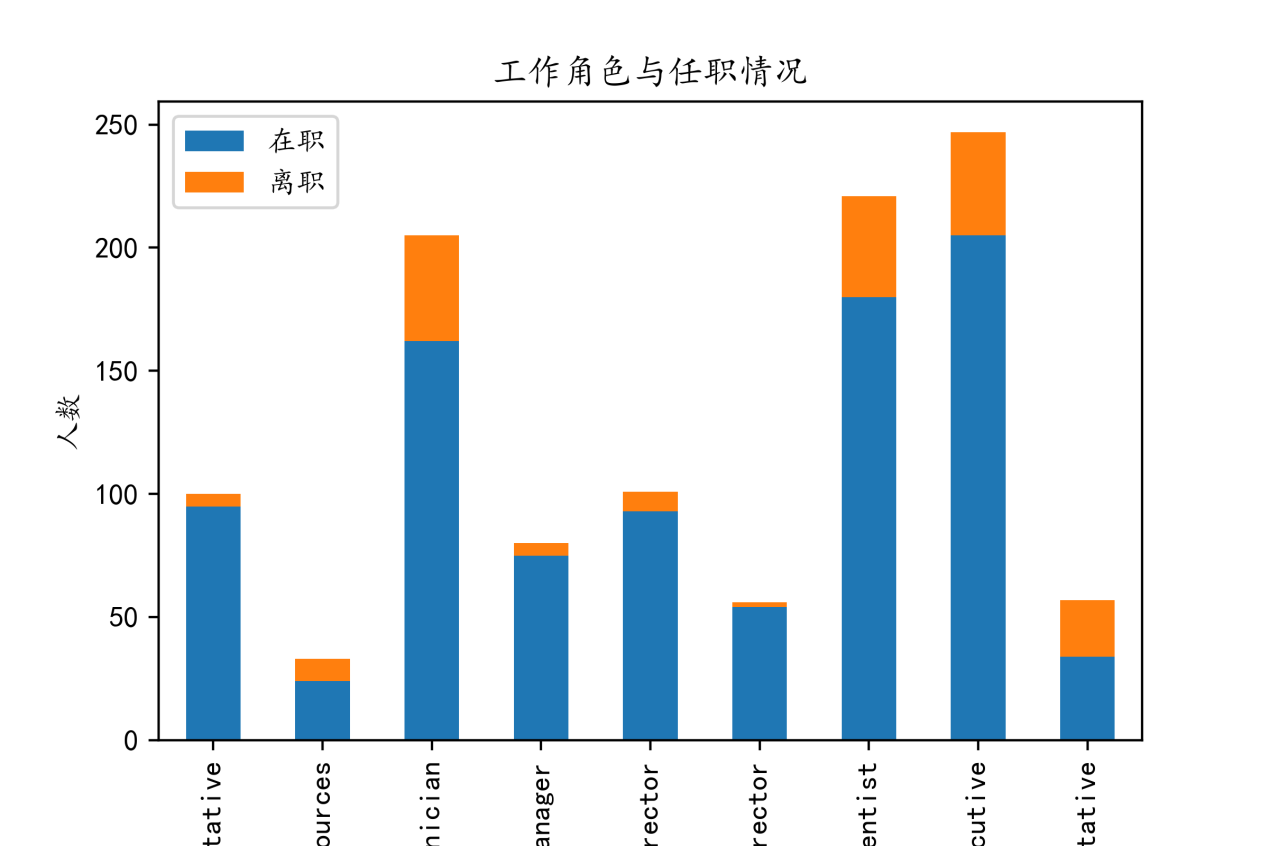 工作角色与任职情况
在职
离职
人数
250
200
150
100
50
0
tative
ources
nician
anager
rector
rector
entist
cutive
tative